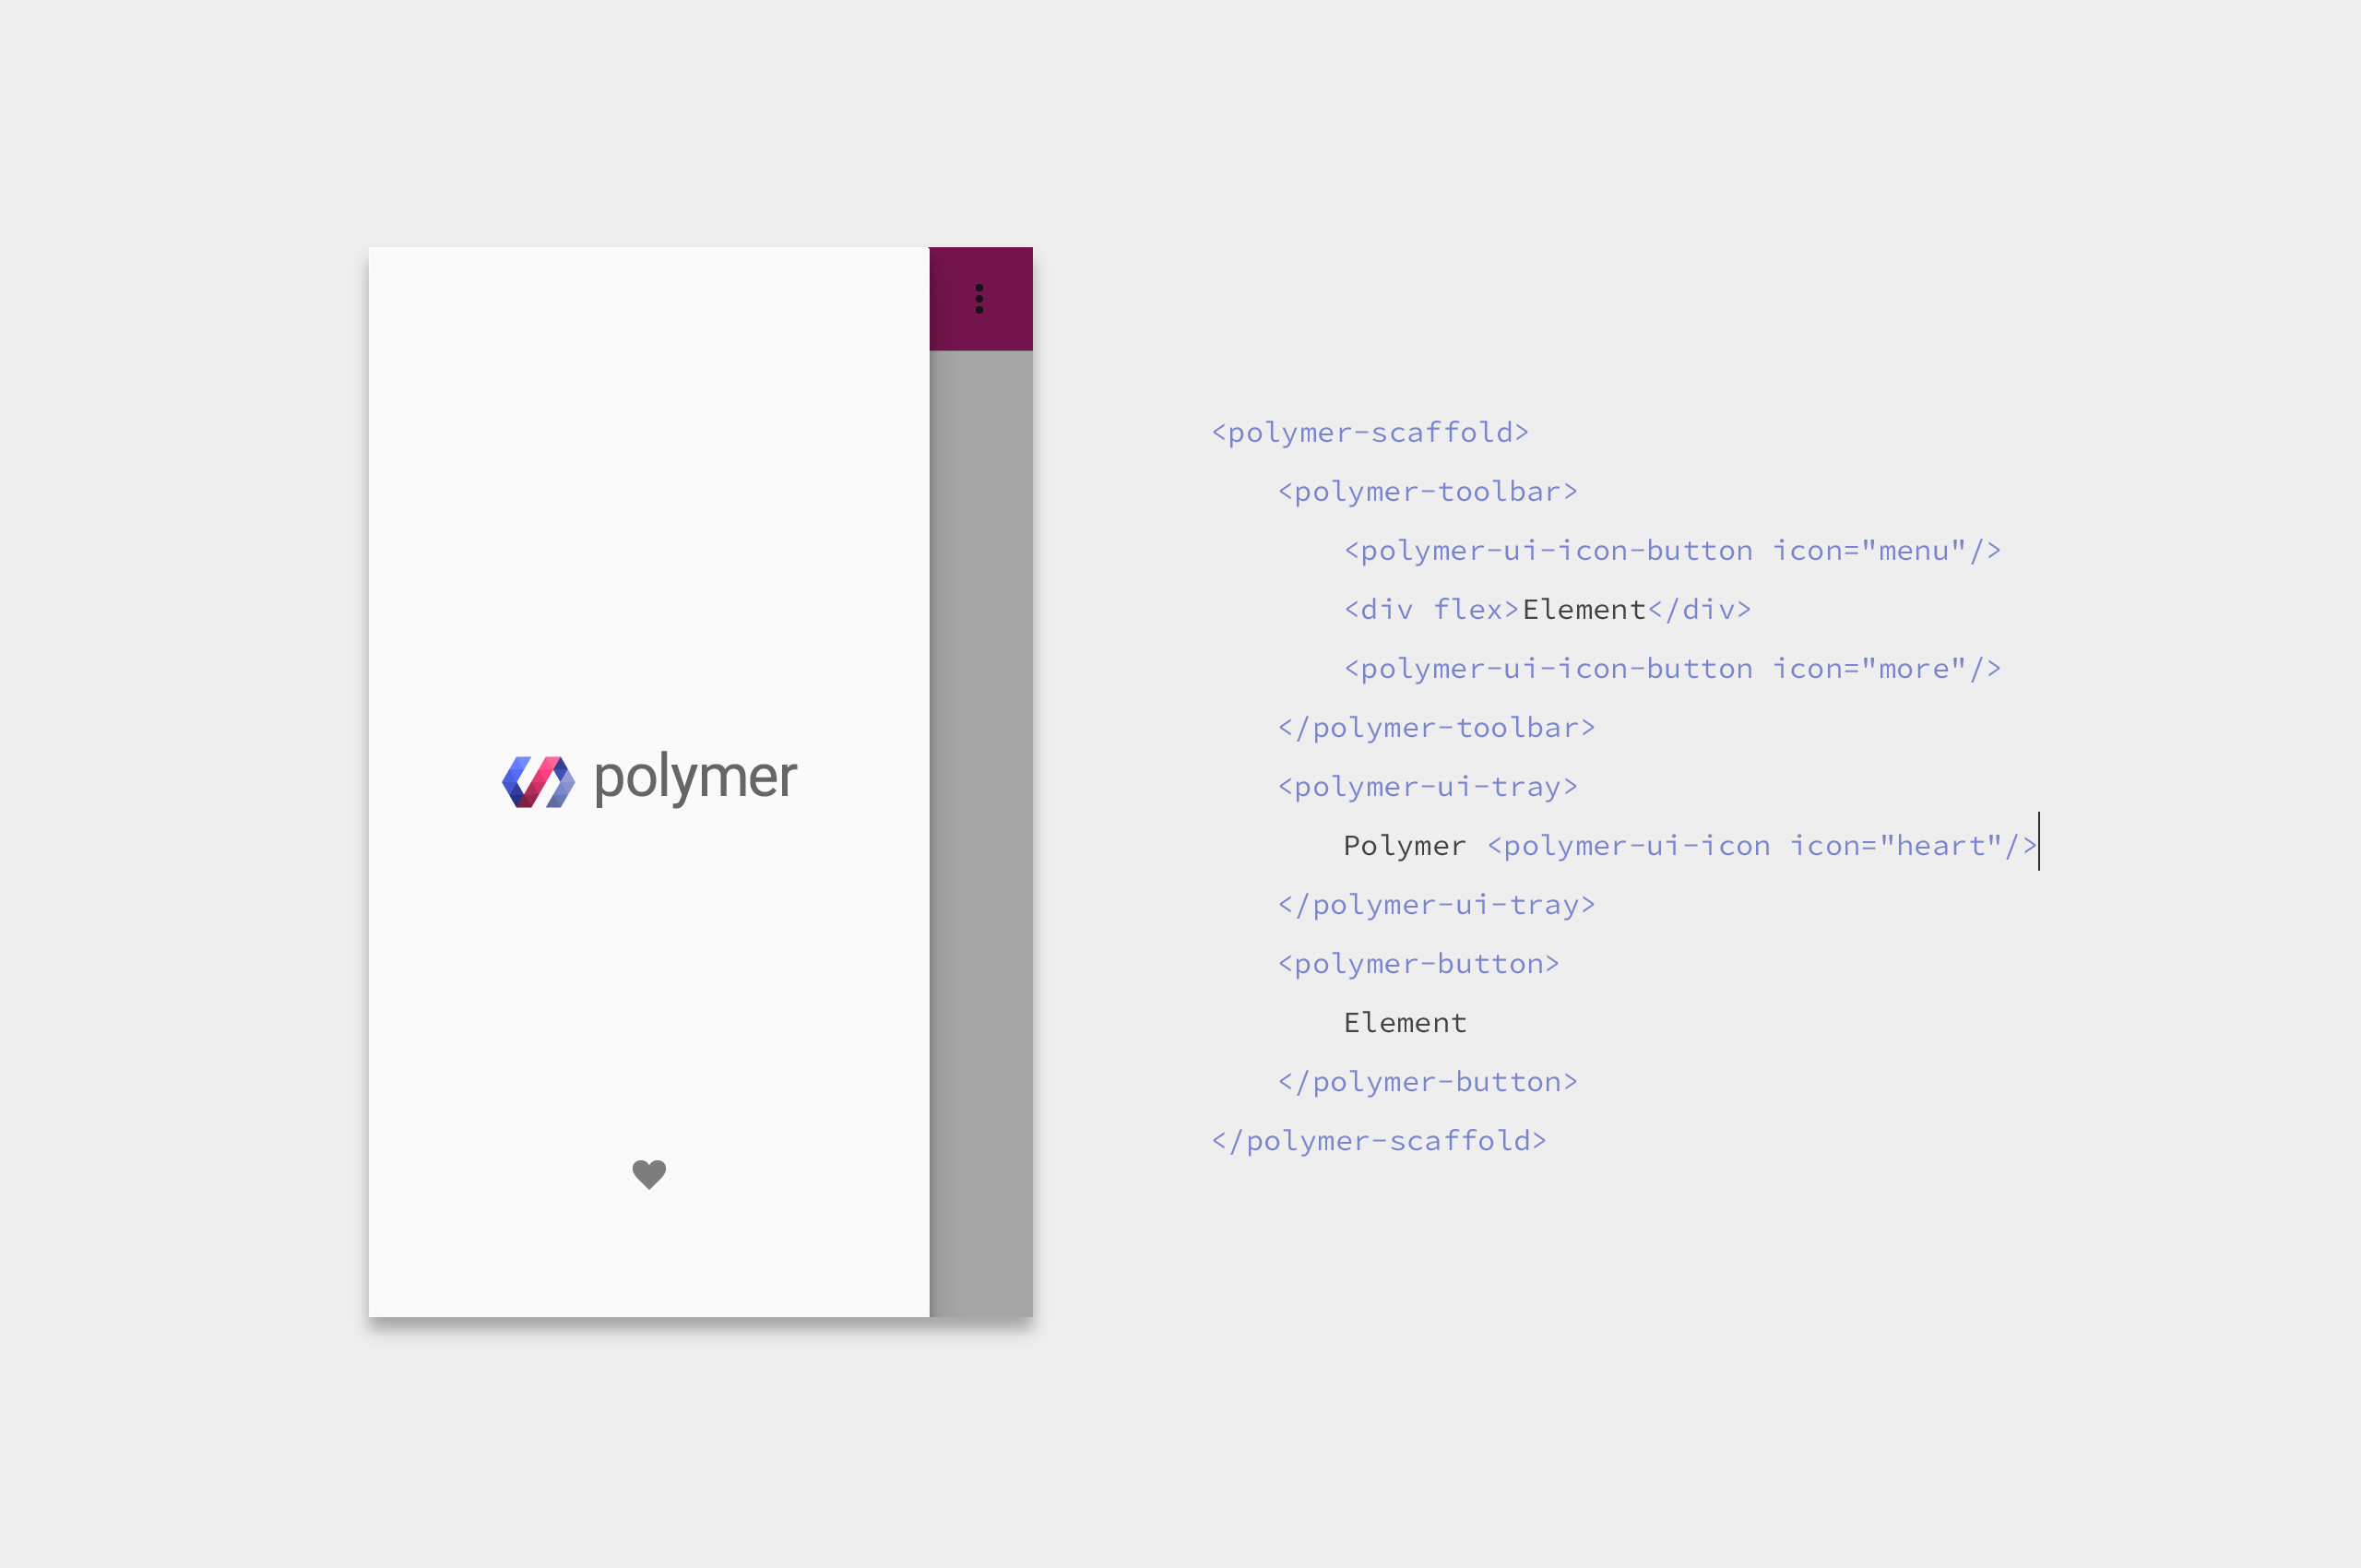 polymer
<polymer-scaffold>
<polymer-toolbar>
<polymer-ui-icon-button icon="menu"/>
<div flex>Element</div>
<polymer-ui-icon-button icon="more"/>
</polymer-toolbar>
<polymer-ui-tray>
Polymer <polymer-ui-icon icon="heart"/>
</polymer-ui-tray>
<polymer-button>
Element
</polymer-button>
</polymer-scaffold>